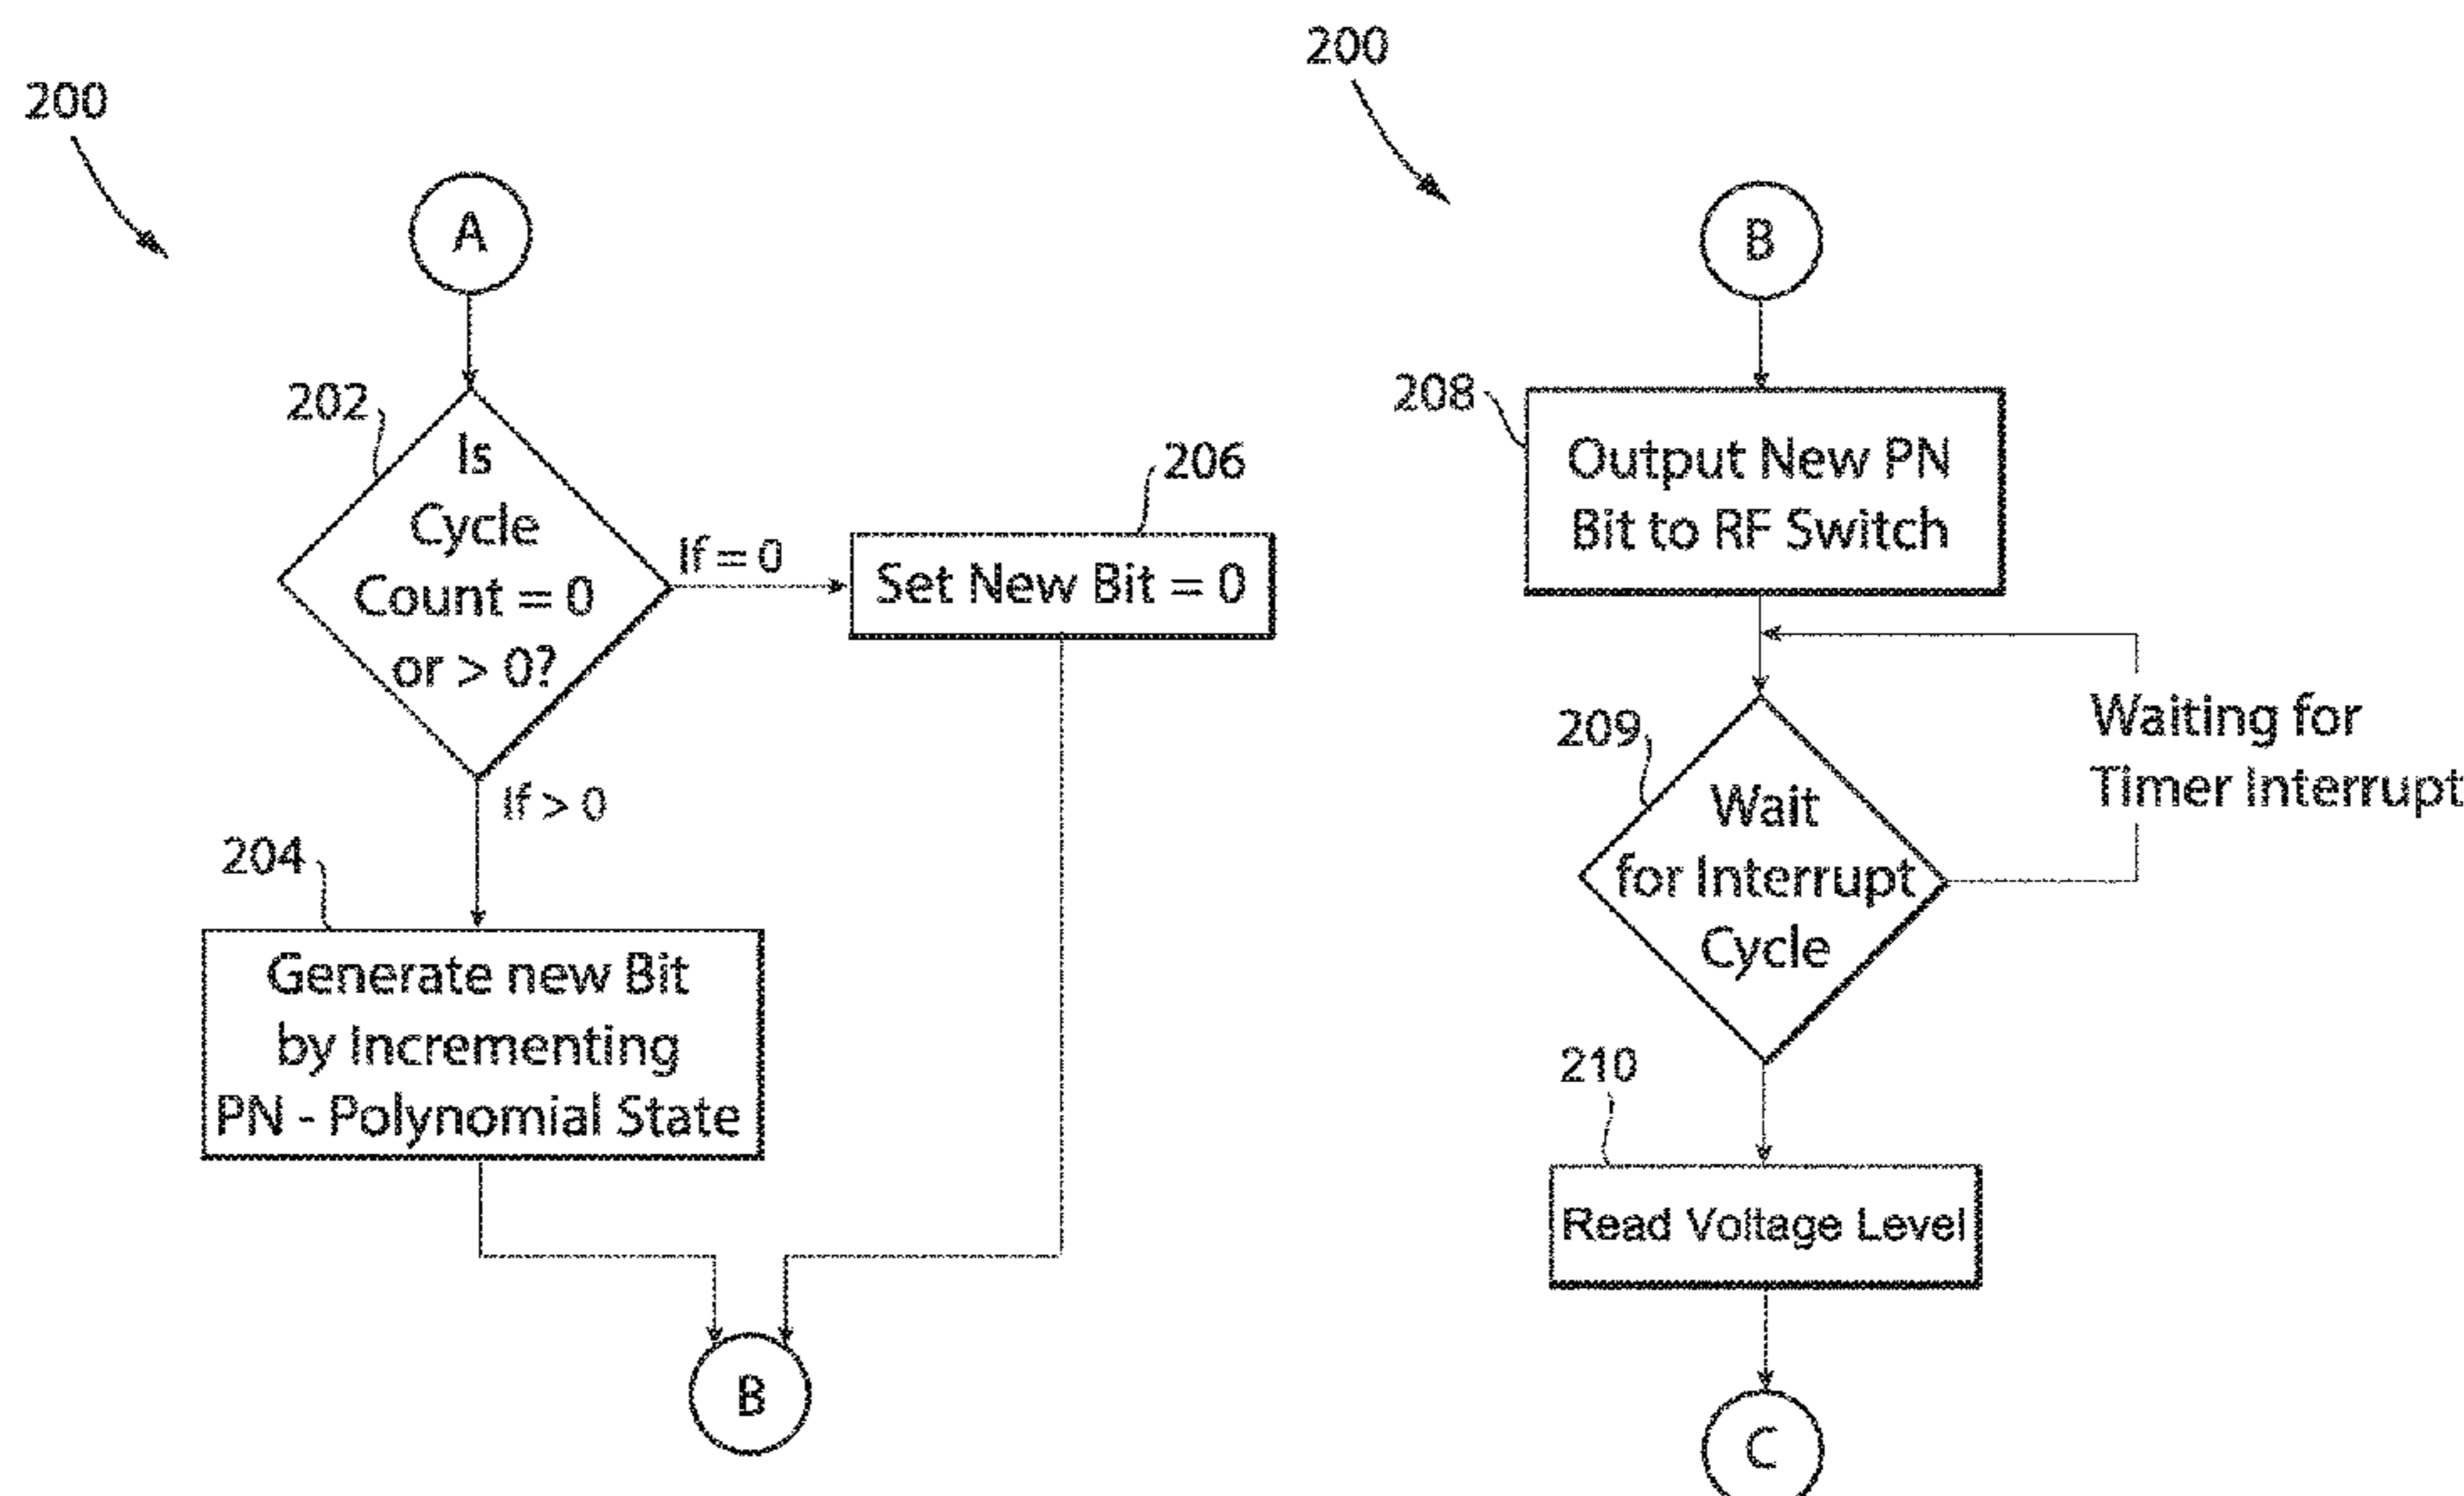 200
A
202
Is
Cycle
Count = 0
or > 0?
If = 0
206
Set New Bit = 0
If > 0
204
Generate new Bit
by Incrementing
PN - Polynomial State
B
200
B
208
Output New PN
Bit to RF Switch
209
Wait
for Interrupt
Cycle
Waiting for
Timer Interrupt
210
Read Voltage Level
C